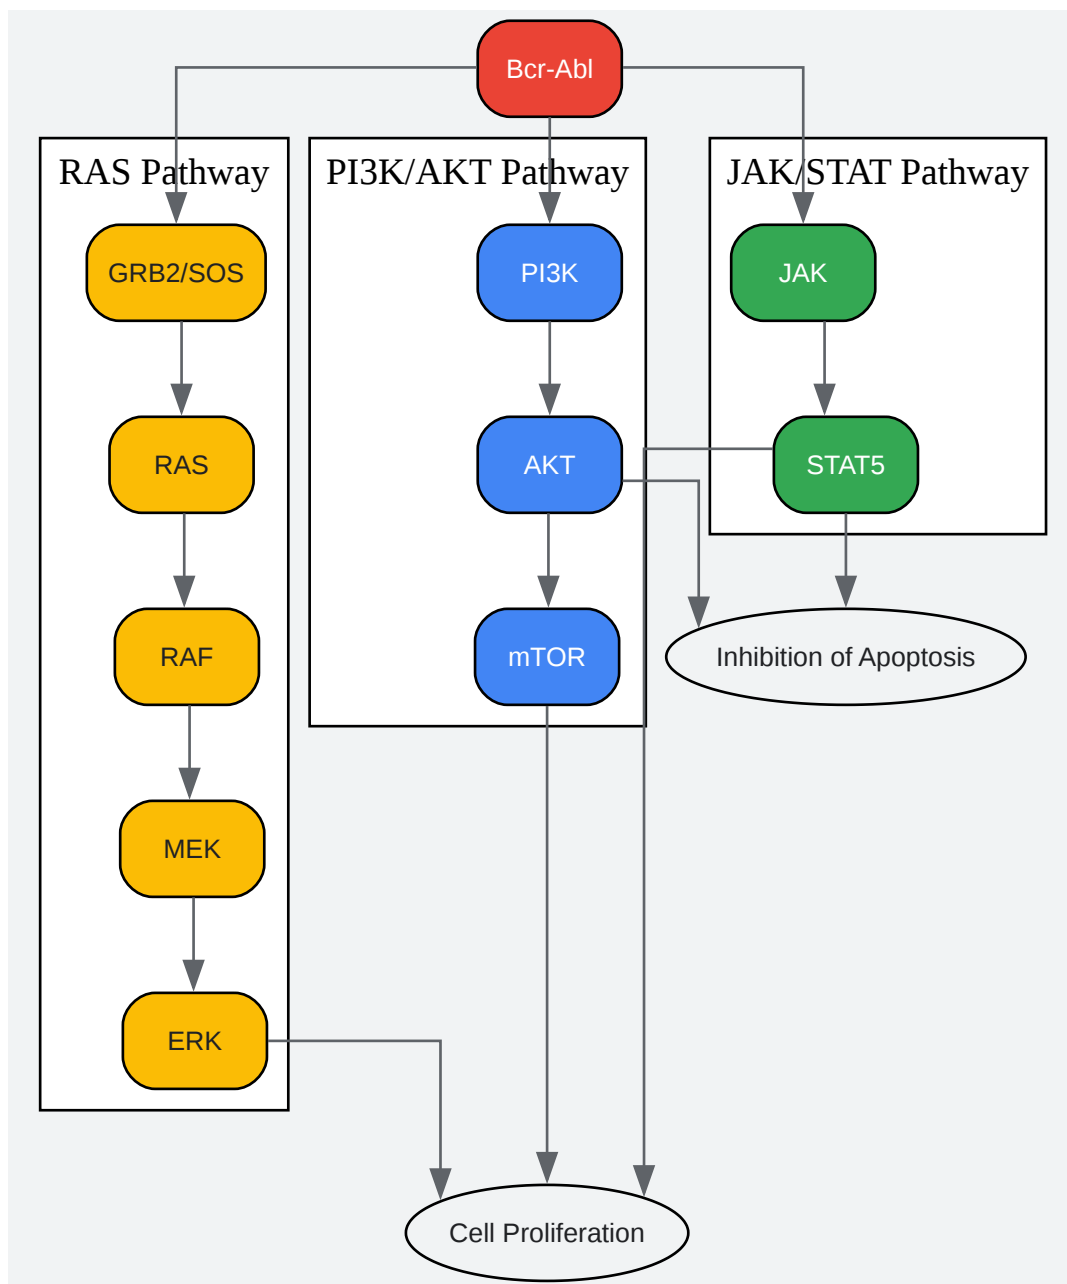 Bcr-Abl
RAS Pathway
PI3K/AKT Pathway
JAK/STAT Pathway
GRB2/SOS
PI3K
JAK
RAS
AKT
STAT5
RAF
mTOR
Inhibition of Apoptosis
MEK
ERK
Cell Proliferation